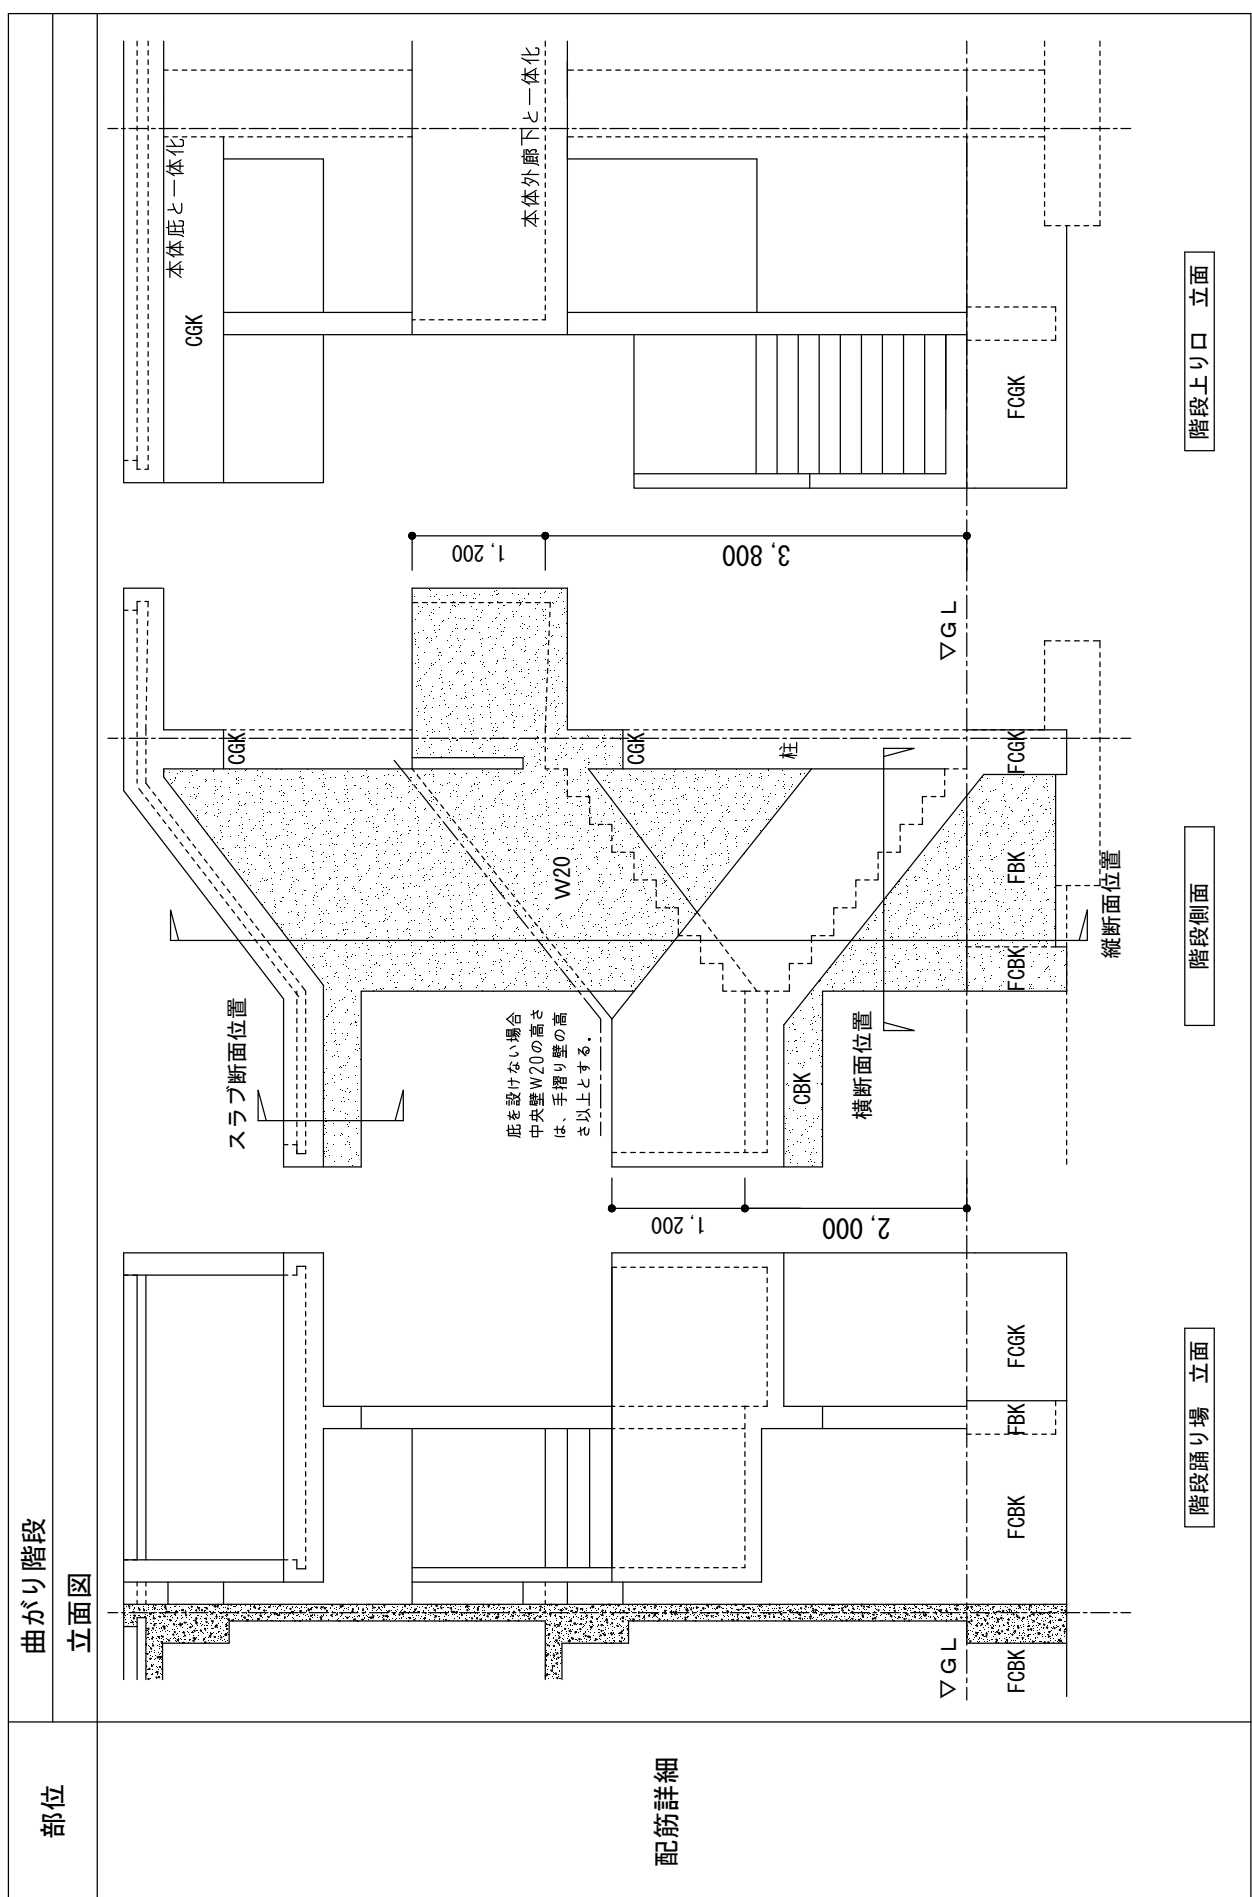 部位
曲がり階段
立面図
配筋詳細
▽GL
FCBK
FCBK
FBK
FCGK
階段踊り場 立面
1,200
2,000
スラブ断面位置
庇を設けない場合
中央壁W20の高さ
は、手摺り壁の高
さ以上とする。
CGK
W20
CGK
柱
CBK
横断面位置
▽GL
FCBK
FBK
FCGK
縦断面位置
階段側面
1,200
3,800
本体庇と一体化
CGK
本体外廊下と一体化
FCGK
階段上り口 立面